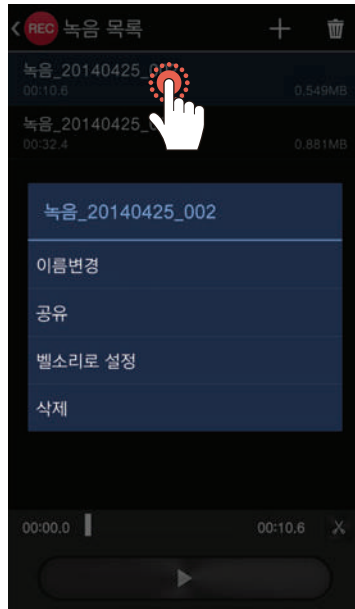 REC 녹음 목록
녹음_20140425_
00:10.6 0.549MB
녹음_20140425_
00:32.4 0.881MB
녹음_20140425_002
이름변경
공유
벨소리로 설정
삭제
00:00.0 00:10.6